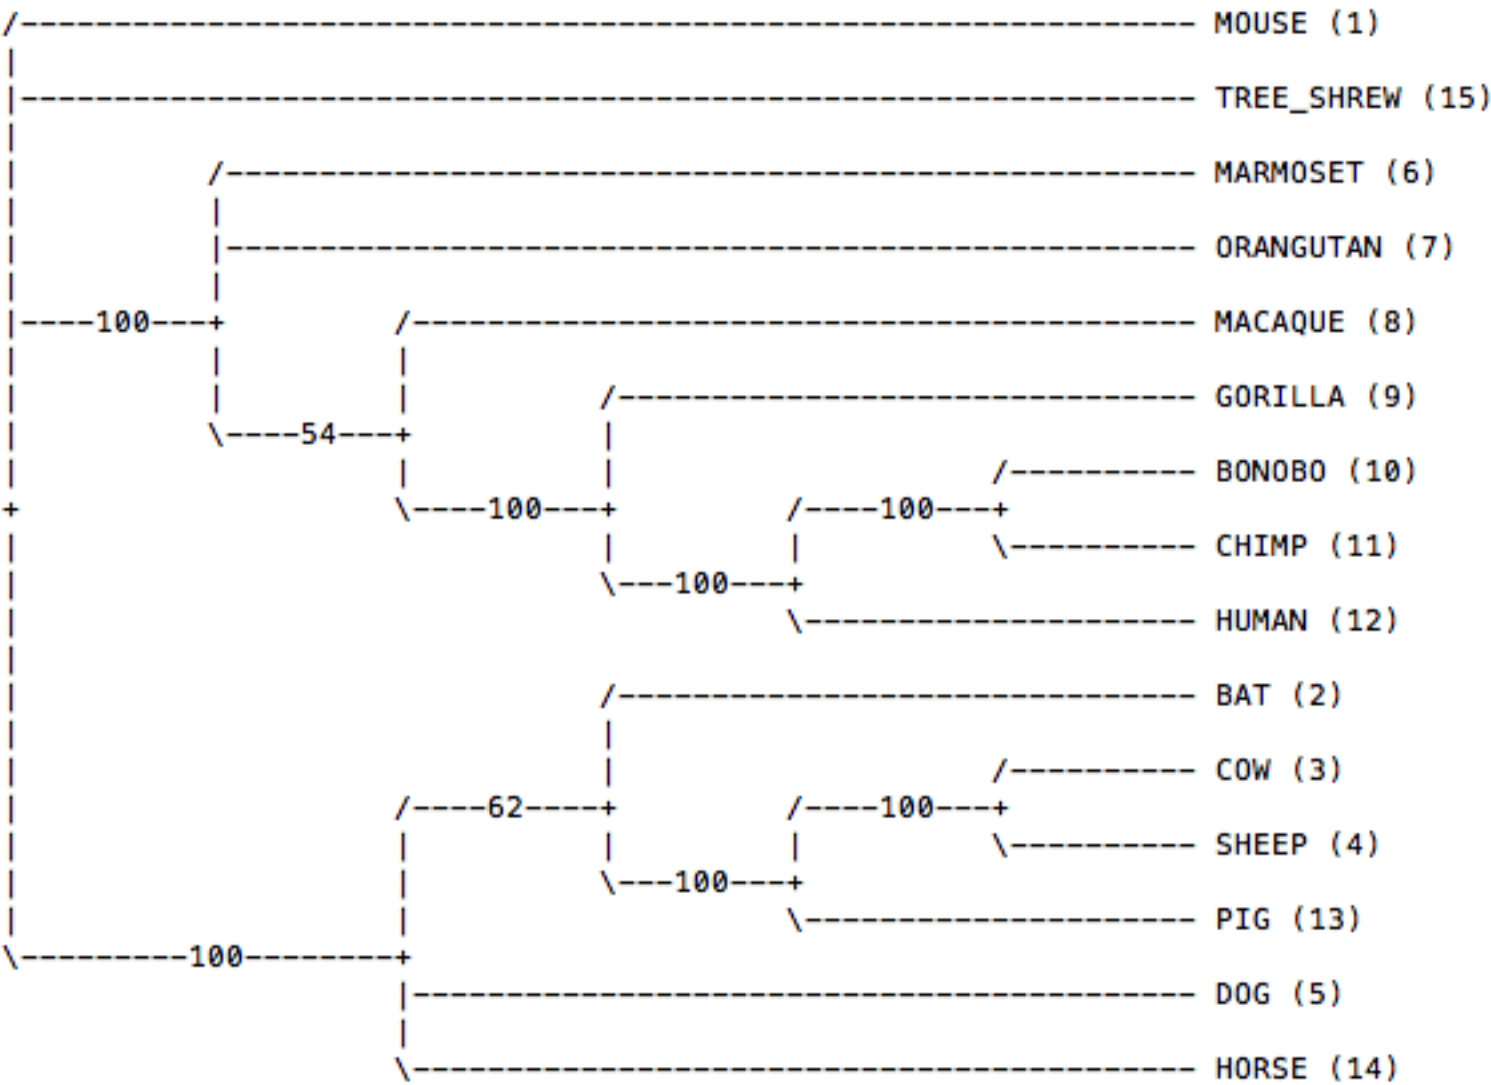 MOUSE (1)
TREE_SHREW (15)
MARMOSET (6)
ORANGUTAN (7)
100
MACAQUE (8)
GORILLA (9)
54
BONOBO (10)
100
100
CHIMP (11)
100
HUMAN (12)
BAT (2)
COW (3)
62
100
SHEEP (4)
100
PIG (13)
100
DOG (5)
HORSE (14)